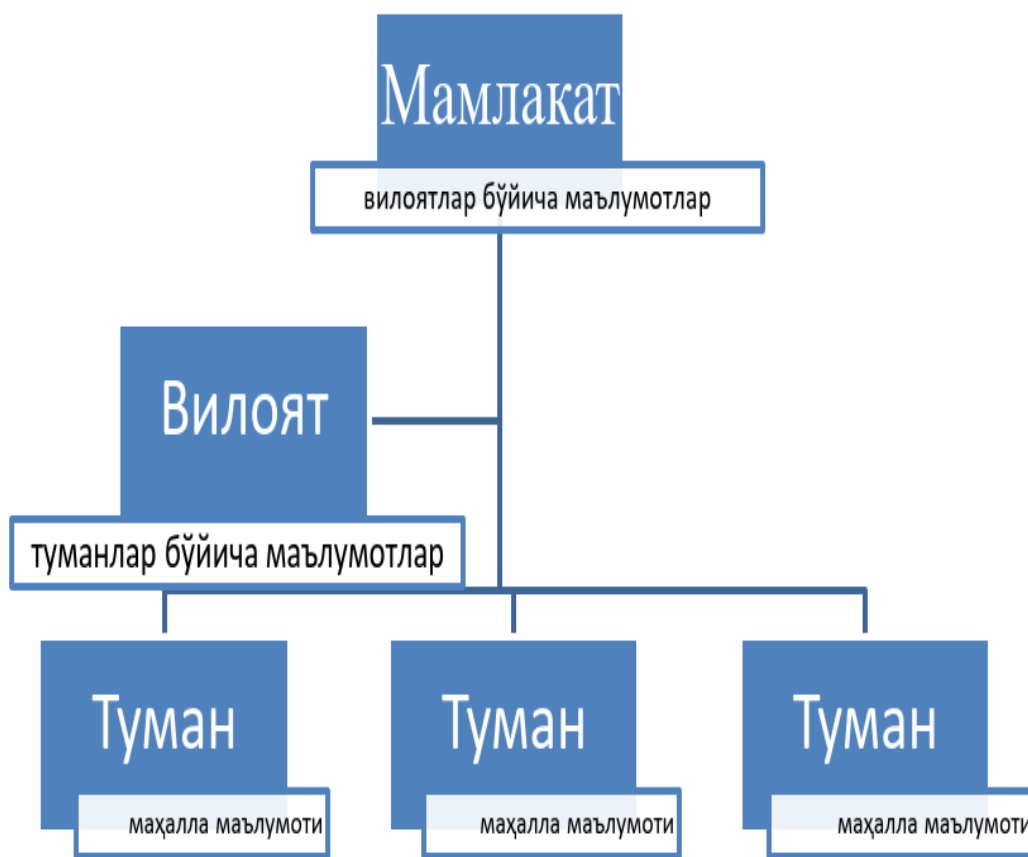 Мамлакат
вилоятлар бўйича маълумотлар
Вилоят
туманлар бўйича маълумотлар
Туман
маҳалла маълумоти
Туман
маҳалла маълумоти
Туман
маҳалла маълумоти